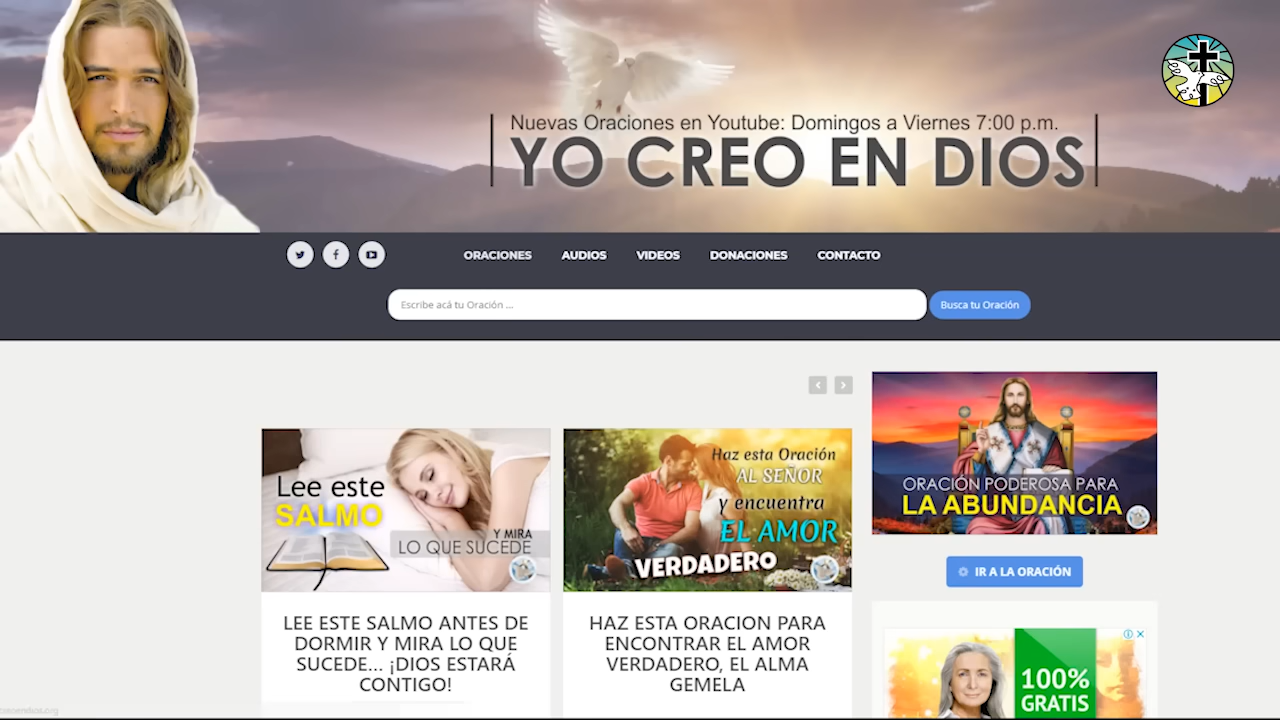 Nuevas Oraciones en Youtube: Domingos a Viernes 7:00 p.m.
YO CREO EN DIOS
ORACIONES
AUDIOS
VIDEOS
DONACIONES
CONTACTO
Escribe acá tu Oración ...
Busca tu Oración
Lee este
SALMO
Y MIRA
LO QUE SUCEDE
LEE ESTE SALMO ANTES DE
DORMIR Y MIRA LO QUE
SUCEDE... ¡DIOS ESTARÁ
CONTIGO!
Haz esta Oración
AL SEÑOR
y encuentra
EL AMOR
VERDADERO
HAZ ESTA ORACION PARA
ENCONTRAR EL AMOR
VERDADERO, EL ALMA
GEMELA
ORACIÓN PODEROSA PARA
LA ABUNDANCIA
IR A LA ORACIÓN
100%
GRATIS